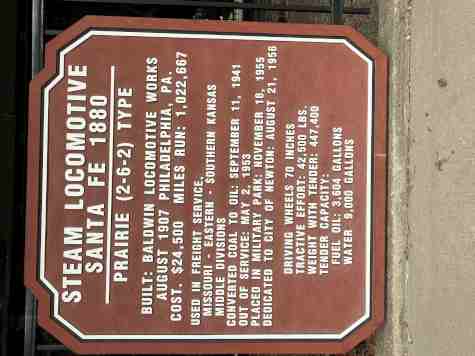 STEAM LOCOMOTIVE
SANTA FE 1880
PRAIRIE (2-6-2) TYPE
BUILT: BALDWIN LOCOMOTIVE WORKS
AUGUST 1907 PHILADELPHIA, PA.
COST. $24,500 MILES RUN: 1,022,667
USED IN FREIGHT SERVICE,
MISSOURI - EASTERN - SOUTHERN KANSAS
MIDDLE DIVISIONS
CONVERTED COAL TO OIL: SEPTEMBER 11, 1941
OUT OF SERVICE: MAY 2, 1953
PLACED IN MILITARY PARK: NOVEMBER 18, 1955
DEDICATED TO CITY OF NEWTON: AUGUST 21, 1956
DRIVING WHEELS 70 INCHES
TRACTIVE EFFORT: 42,600 LBS.
WEIGHT WITH TENDER: 447,400
TENDER CAPACITY:
FUEL OIL: 3,604 GALLONS
WATER 9,000 GALLONS